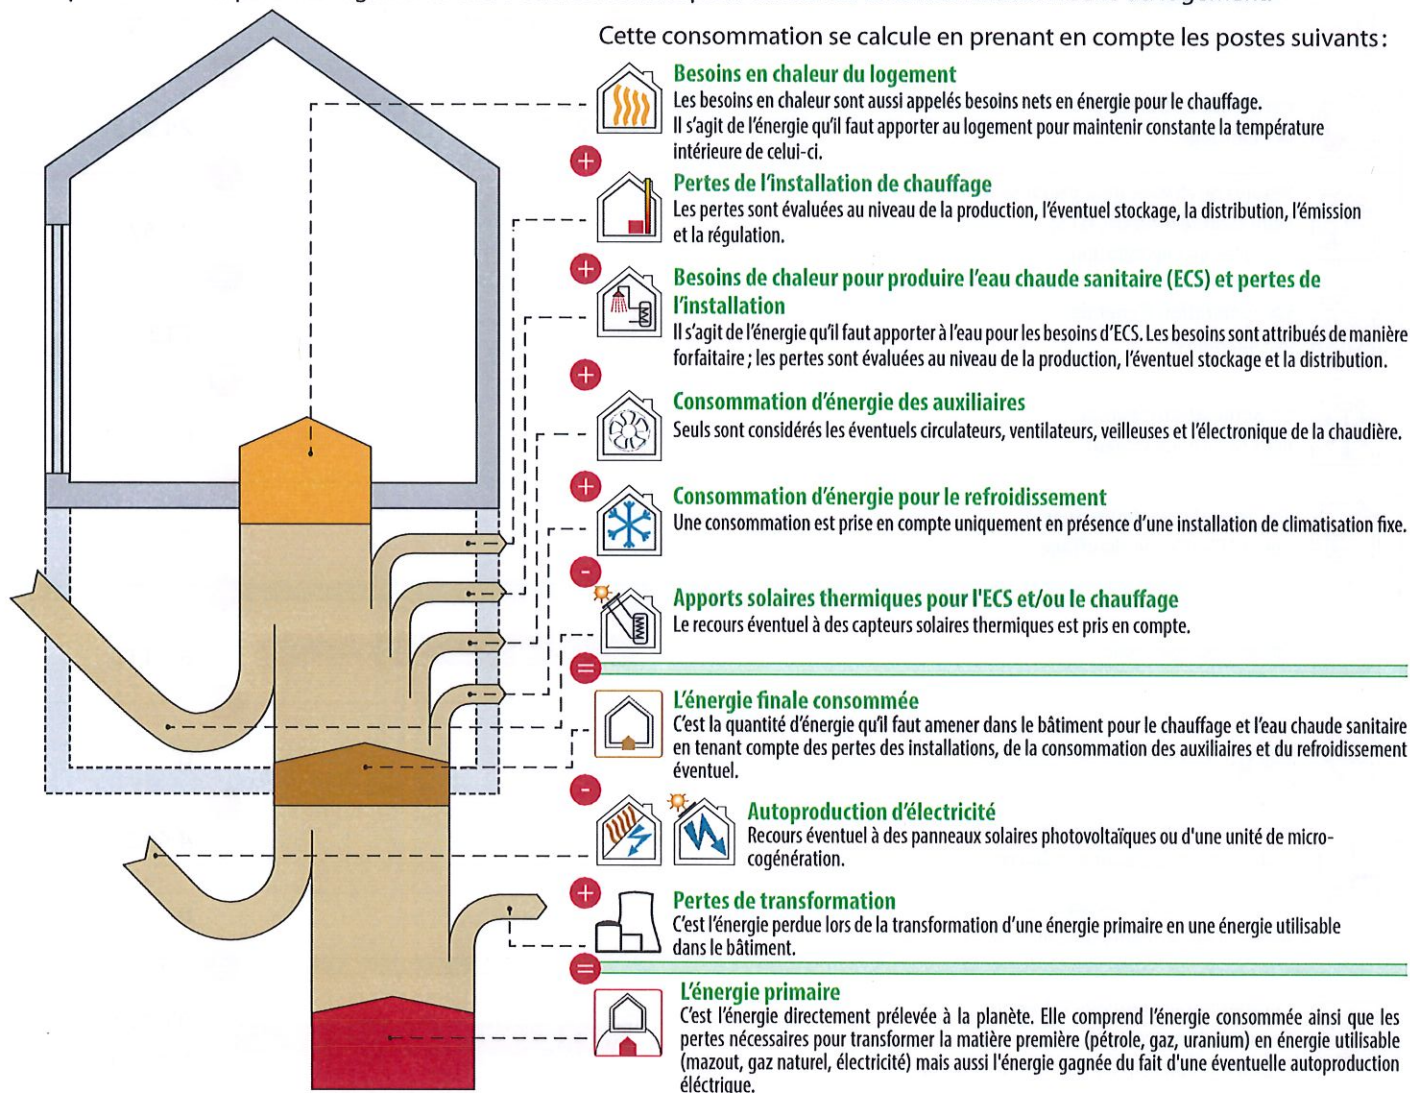 Cette consommation se calcule en prenant en compte les postes suivants :
Besoins en chaleur du logement
Les besoins en chaleur sont aussi appelés besoins nets en énergie pour le chauffage.
Il s'agit de l'énergie qu'il faut apporter au logement pour maintenir constante la température
intérieure de celui-ci.
+
Pertes de l'installation de chauffage
Les pertes sont évaluées au niveau de la production, l'éventuel stockage, la distribution, l'émission
et la régulation.
+
Besoins de chaleur pour produire l'eau chaude sanitaire (ECS) et pertes de
l'installation
Il s'agit de l'énergie qu'il faut apporter à l'eau pour les besoins d'ECS. Les besoins sont attribués de manière
forfaitaire ; les pertes sont évaluées au niveau de la production, l'éventuel stockage et la distribution.
+
Consommation d'énergie des auxiliaires
Seuls sont considérés les éventuels circulateurs, ventilateurs, veilleuses et l'électronique de la chaudière.
+
Consommation d'énergie pour le refroidissement
Une consommation est prise en compte uniquement en présence d'une installation de climatisation fixe.
-
Apports solaires thermiques pour l'ECS et/ou le chauffage
Le recours éventuel à des capteurs solaires thermiques est pris en compte.
=
L'énergie finale consommée
C'est la quantité d'énergie qu'il faut amener dans le bâtiment pour le chauffage et l'eau chaude sanitaire
en tenant compte des pertes des installations, de la consommation des auxiliaires et du refroidissement
éventuel.
-
Autoproduction d'électricité
Recours éventuel à des panneaux solaires photovoltaïques ou d'une unité de micro-
cogénération.
+
Pertes de transformation
C'est l'énergie perdue lors de la transformation d'une énergie primaire en une énergie utilisable
dans le bâtiment.
=
L'énergie primaire
C'est l'énergie directement prélevée à la planète. Elle comprend l'énergie consommée ainsi que les
pertes nécessaires pour transformer la matière première (pétrole, gaz, uranium) en énergie utilisable
(mazout, gaz naturel, électricité) mais aussi l'énergie gagnée du fait d'une éventuelle autoproduction
éléctrique.